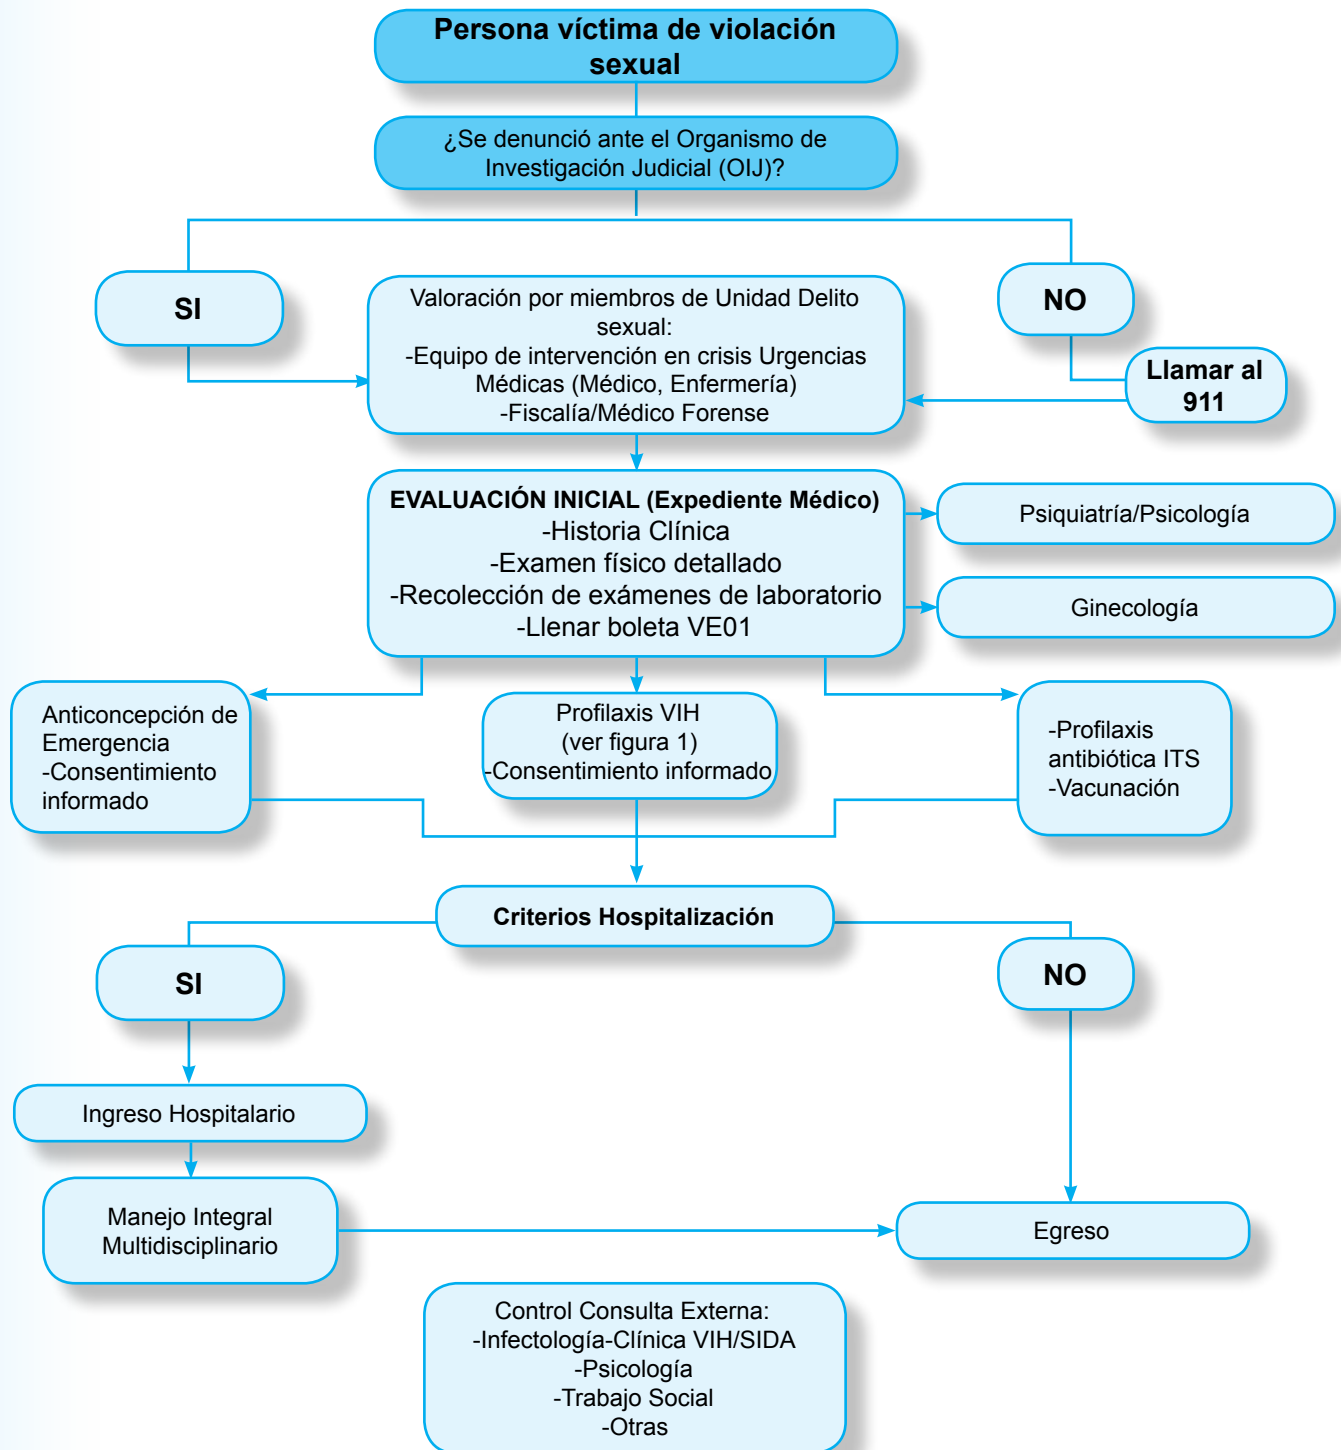 Persona víctima de violación
sexual
¿Se denunció ante el Organismo de
Investigación Judicial (OIJ)?
SI
Valoración por miembros de Unidad Delito
sexual:
-Equipo de intervención en crisis Urgencias
Médicas (Médico, Enfermería)
-Fiscalía/Médico Forense
NO
Llamar al
911
EVALUACIÓN INICIAL (Expediente Médico)
-Historia Clínica
-Examen físico detallado
-Recolección de exámenes de laboratorio
-Llenar boleta VE01
Psiquiatría/Psicología
Ginecología
Anticoncepción de
Emergencia
-Consentimiento
informado
Profilaxis VIH
(ver figura 1)
-Consentimiento informado
-Profilaxis
antibiótica ITS
-Vacunación
Criterios Hospitalización
SI
NO
Ingreso Hospitalario
Manejo Integral
Multidisciplinario
Egreso
Control Consulta Externa:
-Infectología-Clínica VIH/SIDA
-Psicología
-Trabajo Social
-Otras